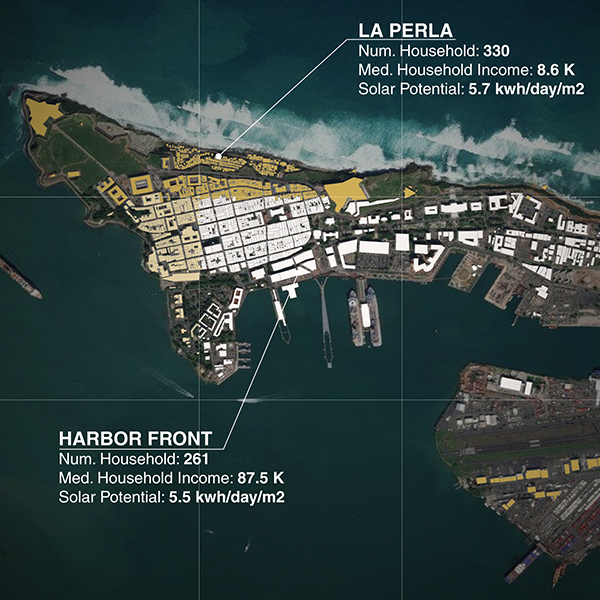 LA PERLA
Num. Household: 330
Med. Household Income: 8.6 K
Solar Potential: 5.7 kwh/day/m2
HARBOR FRONT
Num. Household: 261
Med. Household Income: 87.5 K
Solar Potential: 5.5 kwh/day/m2